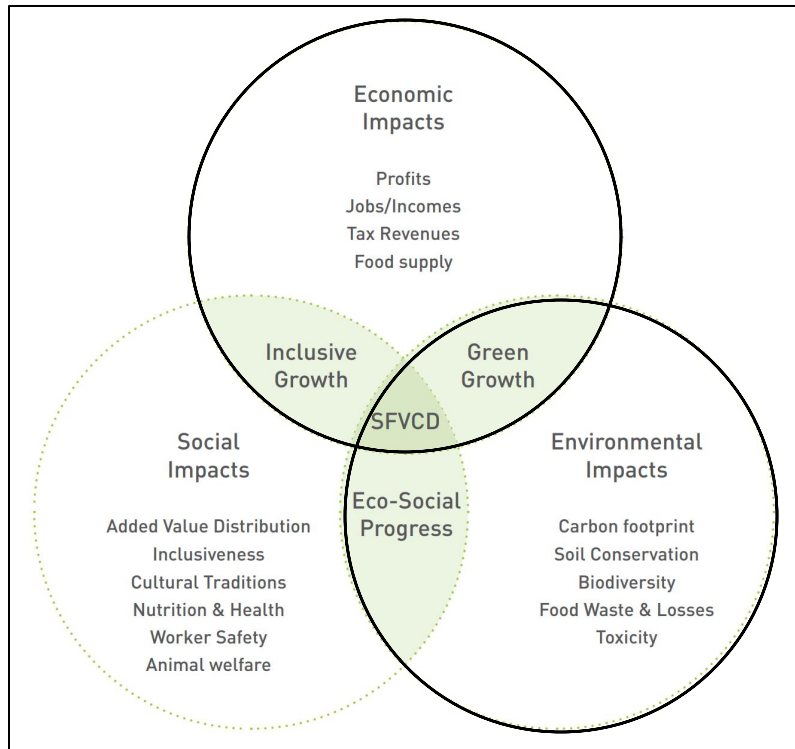 Economic
Impacts
Profits
Jobs/Incomes
Tax Revenues
Food supply
Inclusive
Growth
Green
Growth
SFVCD
Social
Impacts
Environmental
Impacts
Eco-Social
Progress
Added Value Distribution
Inclusiveness
Cultural Traditions
Nutrition & Health
Worker Safety
Animal welfare
Carbon footprint
Soil Conservation
Biodiversity
Food Waste & Losses
Toxicity